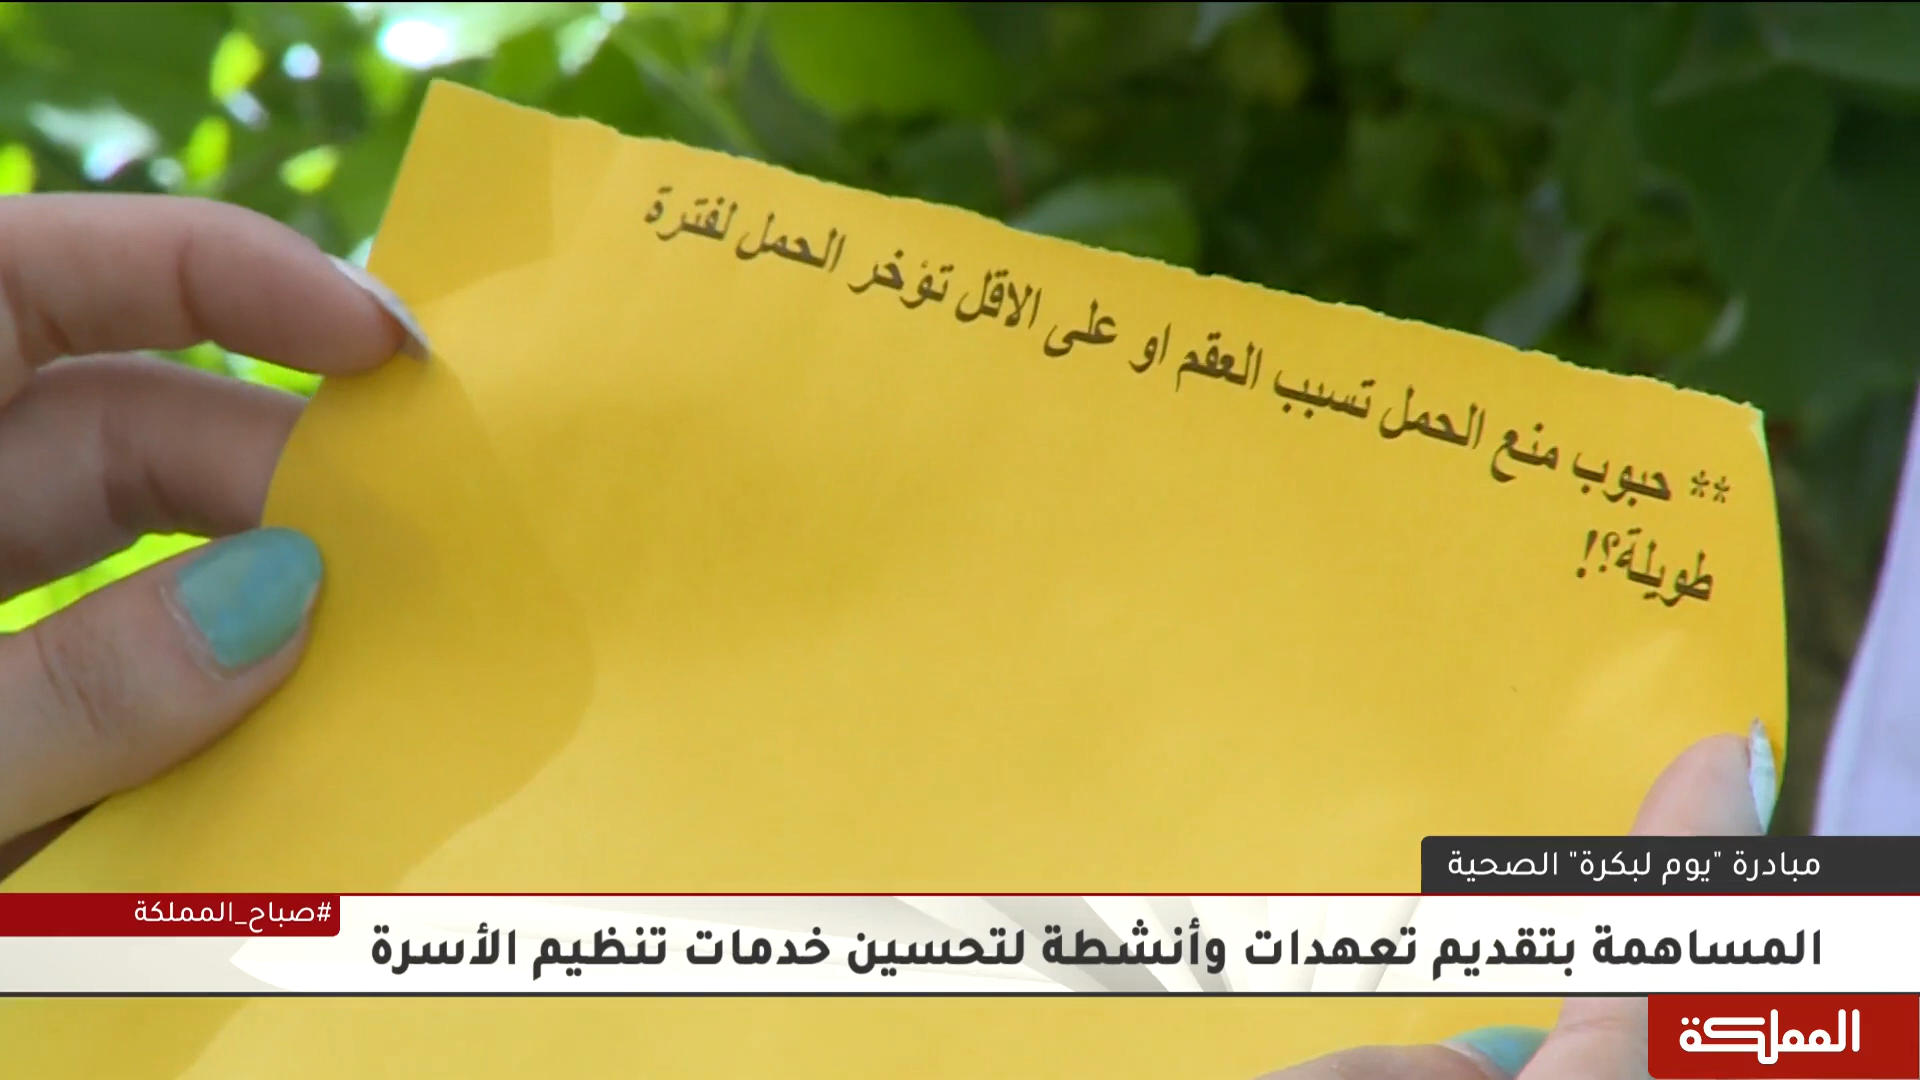 ** حبوب منع الحمل تسبب العقم او على الاقل تؤخر الحمل لفترة
طويلة؟!
مبادرة "يوم لبكرة" الصحية
#صباح_المملكة
المساهمة بتقديم تعهدات وأنشطة لتحسين خدمات تنظيم الأسرة
المملكة